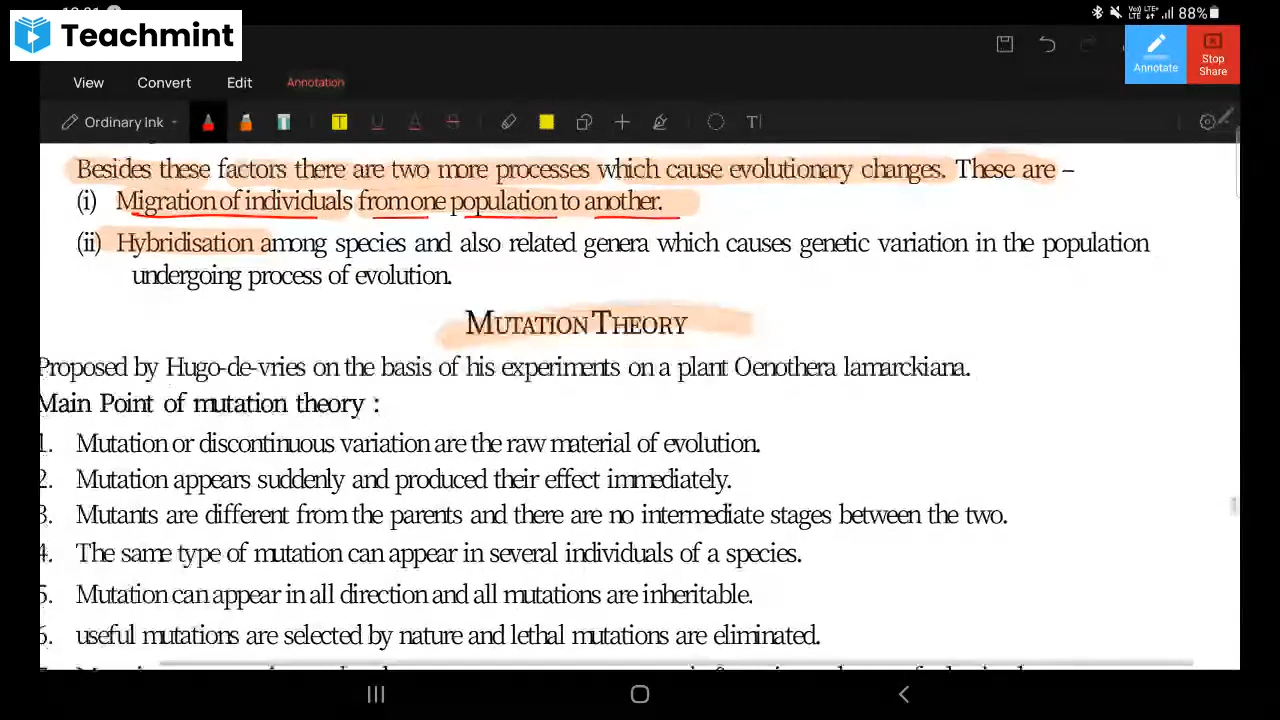 Teachmint
88%
Annotate
Stop
Share
View Convert Edit Annotation
Ordinary Ink
Besides these factors there are two more processes which cause evolutionary changes. These are –
(i) Migration of individuals from one population to another.
(ii) Hybridisation among species and also related genera which causes genetic variation in the population
undergoing process of evolution.
MUTATION THEORY
Proposed by Hugo-de-vries on the basis of his experiments on a plant Oenothera lamarckiana.
Main Point of mutation theory :
1. Mutation or discontinuous variation are the raw material of evolution.
2. Mutation appears suddenly and produced their effect immediately.
3. Mutants are different from the parents and there are no intermediate stages between the two.
4. The same type of mutation can appear in several individuals of a species.
5. Mutation can appear in all direction and all mutations are inheritable.
6. useful mutations are selected by nature and lethal mutations are eliminated.